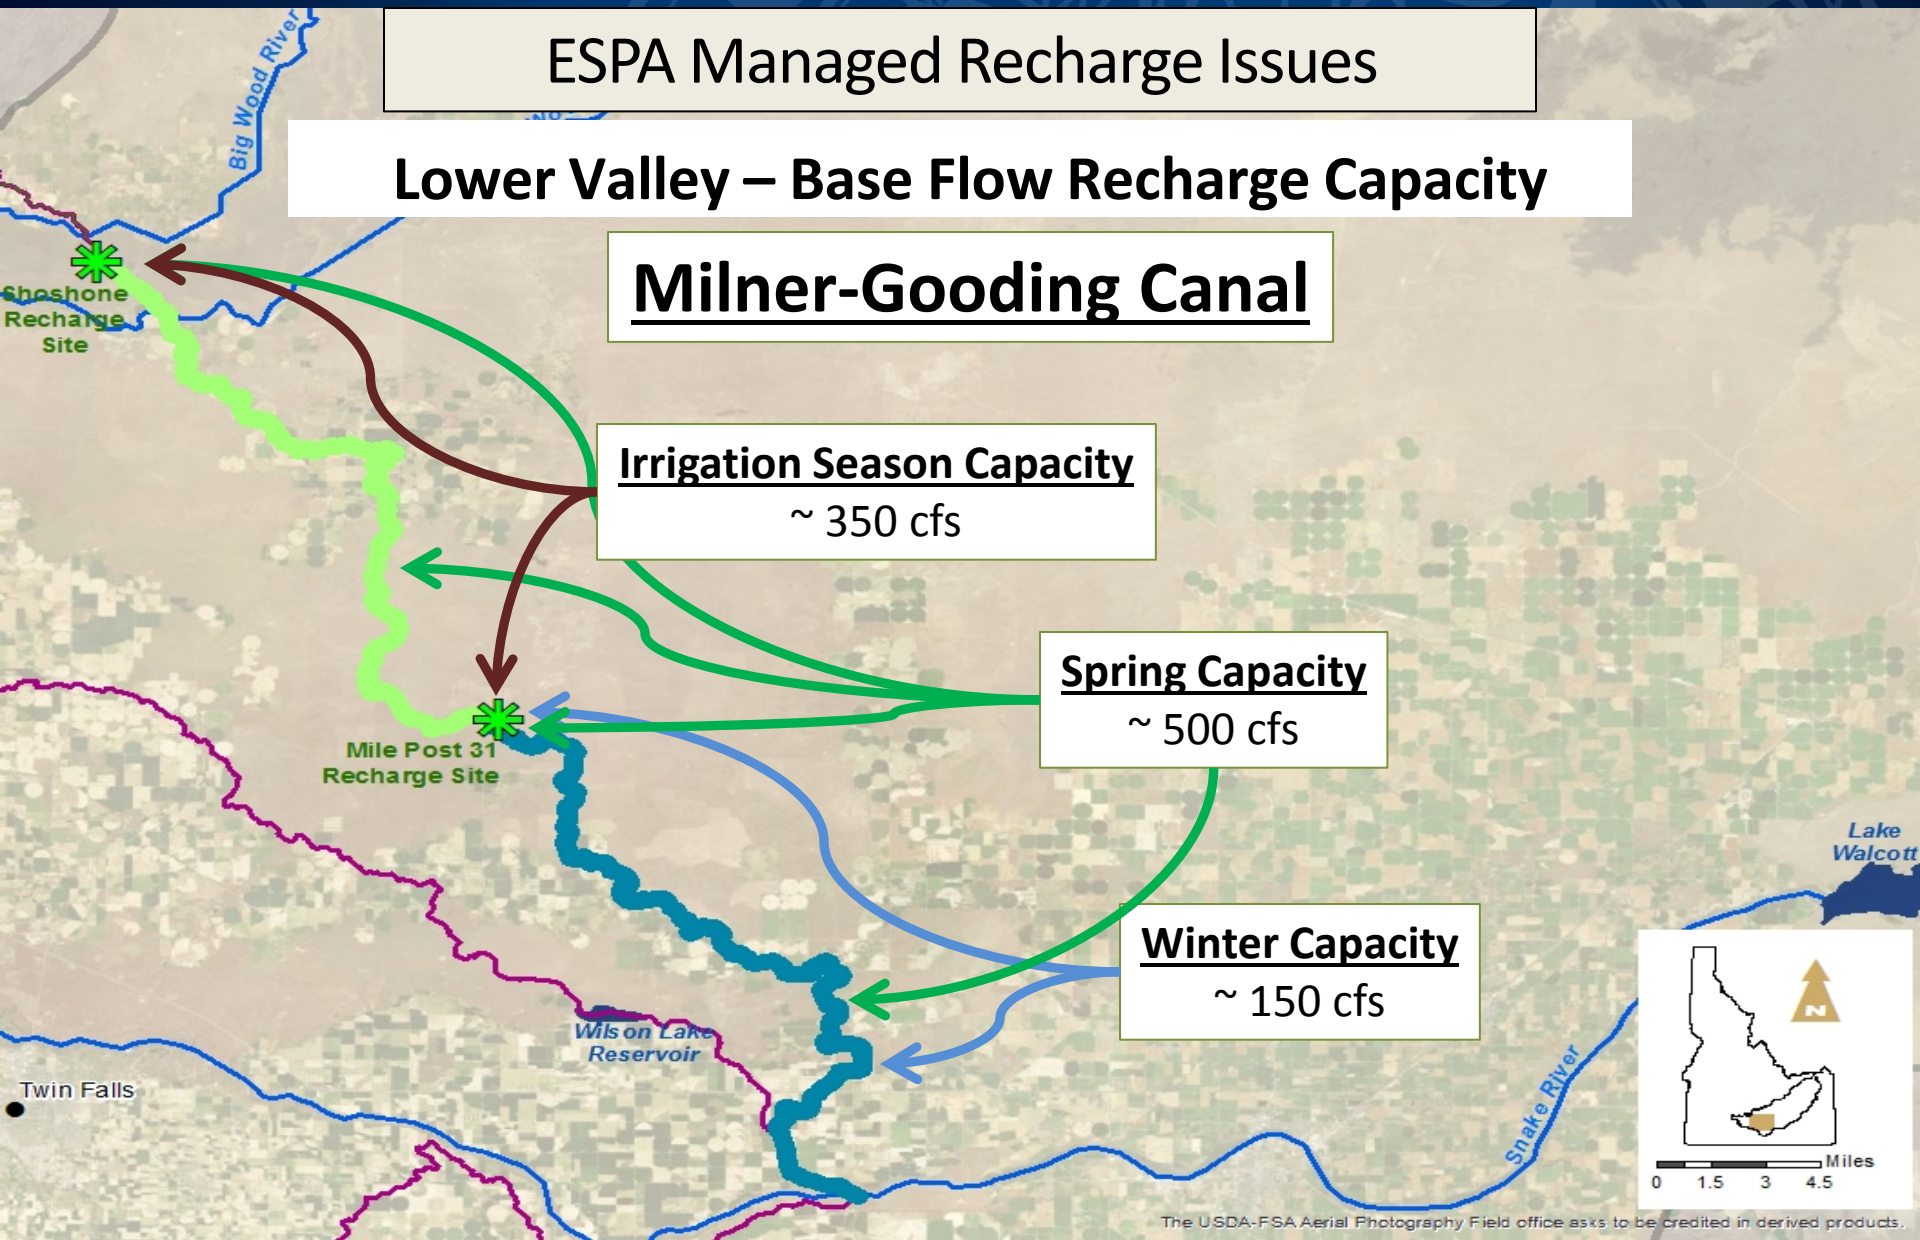 ESPA Managed Recharge Issues
Big Wood River
Wo
Lower Valley – Base Flow Recharge Capacity
Milner-Gooding Canal
Shoshone
Recharge
Site
Irrigation Season Capacity
~ 350 cfs
Spring Capacity
~ 500 cfs
Mile Post 31
Recharge Site
Lake
Walcott
Winter Capacity
~ 150 cfs
Wilson Lake
Reservoir
Twin Falls
Snake River
N
Miles
0 1.5 3 4.5
The USDA-FSA Aerial Photography Field office asks to be credited in derived products.